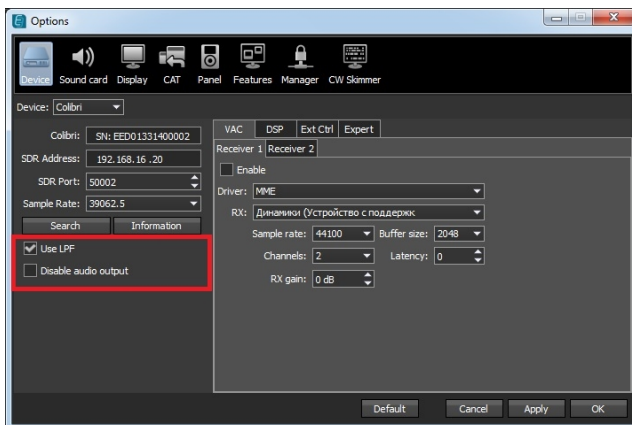 Options
Device Sound card Display CAT Panel Features Manager CW Skimmer
Device: Colibri
Colibri: SN: EED01331400002
SDR Address: 192.168.16 .20
SDR Port: 50002
Sample Rate: 39062.5
Search Information
Use LPF
Disable audio output
VAC DSP Ext Ctrl Expert
Receiver 1 Receiver 2
Enable
Driver: MME
RX: Динамики (Устройство с поддержк
Sample rate: 44100 Buffer size: 2048
Channels: 2 Latency: 0
RX gain: 0 dB
Default Cancel Apply OK